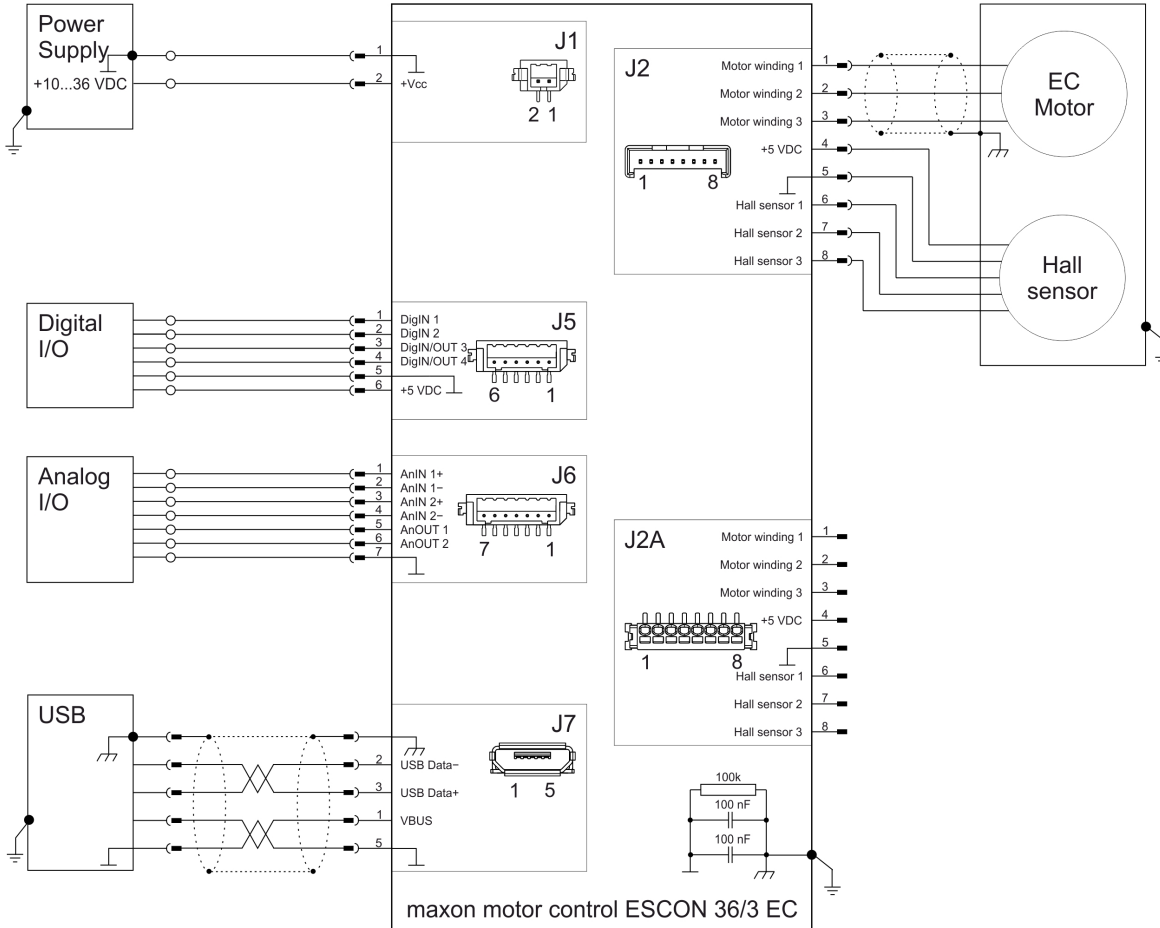 Power
Supply
+10...36 VDC
1
2
+Vcc
J1
2 1
J2
Motor winding 1
1
Motor winding 2
2
Motor winding 3
3
+5 VDC
4
5
Hall sensor 1
6
Hall sensor 2
7
Hall sensor 3
8
1 8
EC
Motor
Hall
sensor
Digital
I/O
1
DigIN 1
2
DigIN 2
3
DigIN/OUT 3
4
DigIN/OUT 4
5
6
+5 VDC
J5
6 1
Analog
I/O
1
AnIN 1+
2
AnIN 1−
3
AnIN 2+
4
AnIN 2−
5
AnOUT 1
6
AnOUT 2
7
J6
7 1
J2A
Motor winding 1
1
Motor winding 2
2
Motor winding 3
3
+5 VDC
4
5
Hall sensor 1
6
Hall sensor 2
7
Hall sensor 3
8
1 8
USB
2
USB Data−
3
USB Data+
1
VBUS
5
J7
1 5
100k
100 nF
100 nF
maxon motor control ESCON 36/3 EC